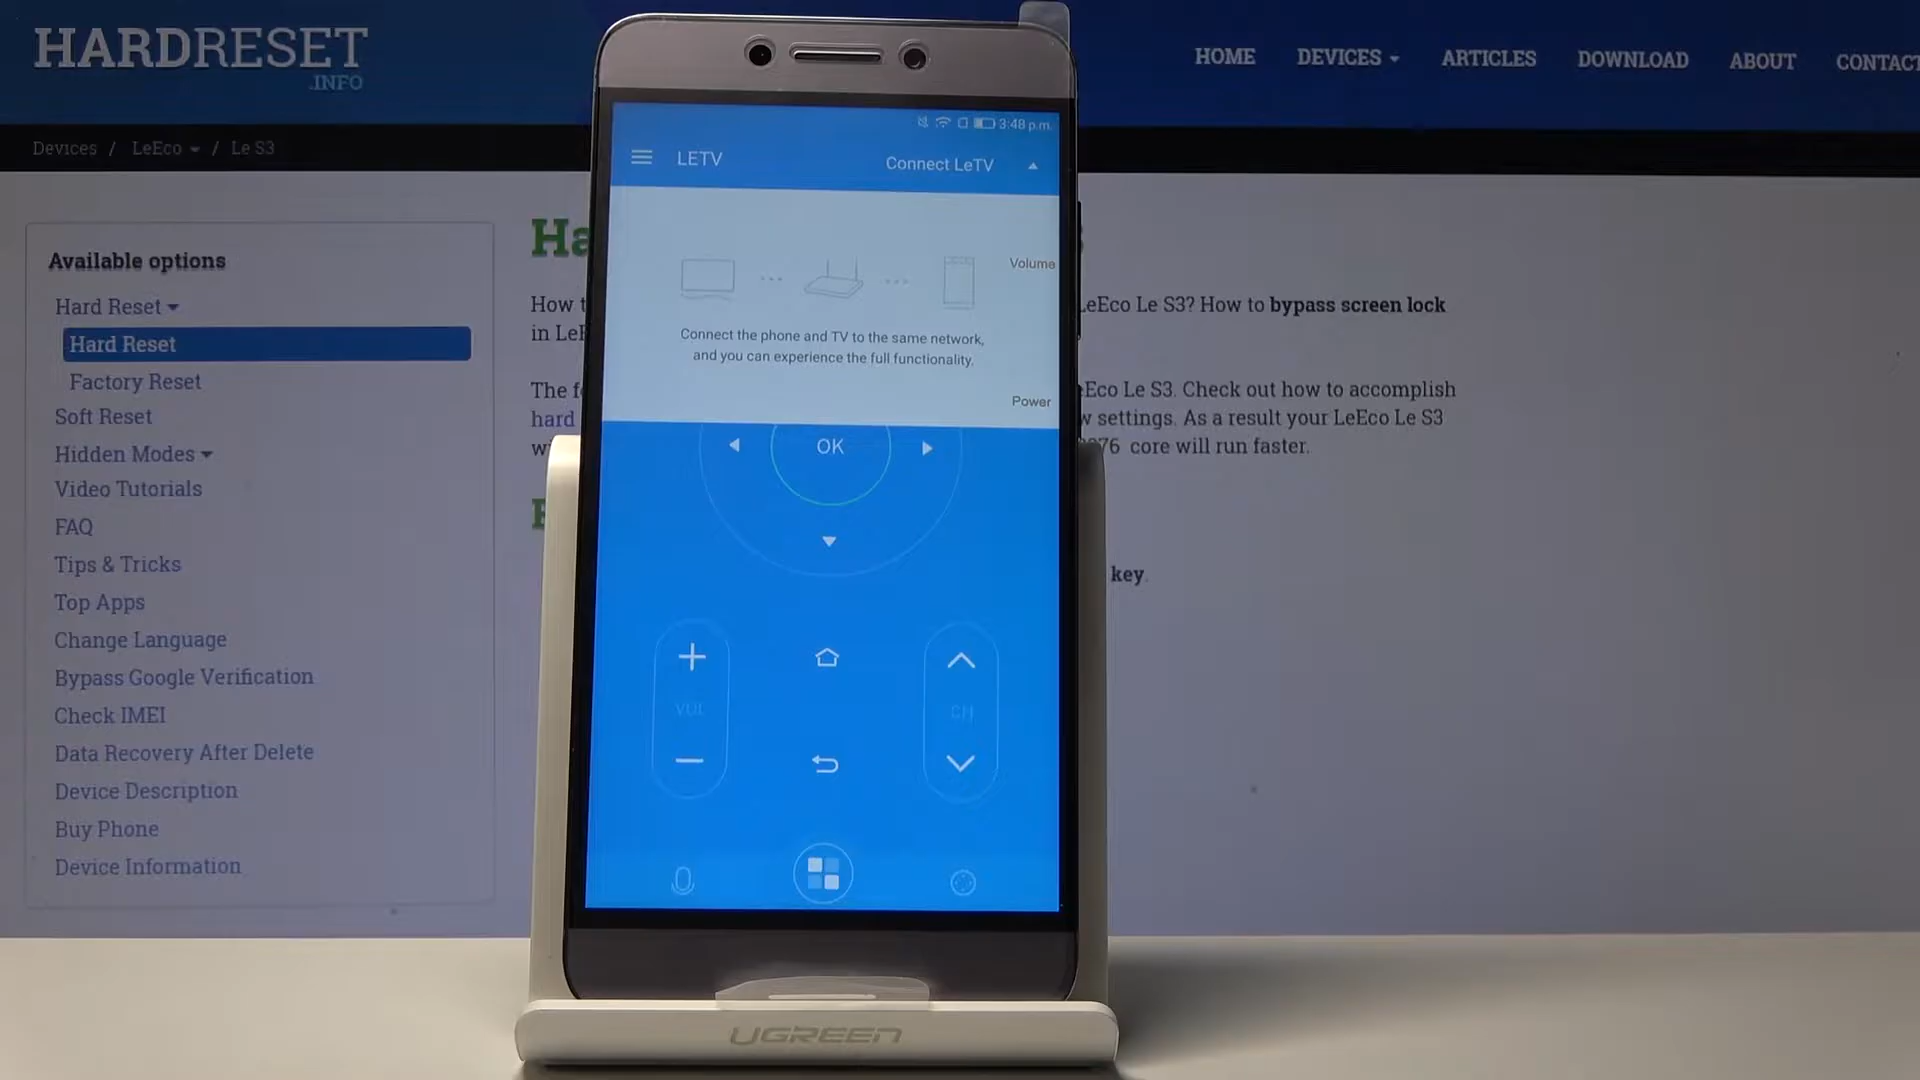 HARDRESET
.INFO
HOME DEVICES ARTICLES DOWNLOAD ABOUT CONTACT
Devices / LeEco / Le S3
Available options
Hard Reset
Hard Reset
Factory Reset
Soft Reset
Hidden Modes
Video Tutorials
FAQ
Tips & Tricks
Top Apps
Change Language
Bypass Google Verification
Check IMEI
Data Recovery After Delete
Device Description
Buy Phone
Device Information
Ha
How t
in LeE
The f
hard
w
LeEco Le S3? How to bypass screen lock
Eco Le S3. Check out how to accomplish
w settings. As a result your LeEco Le S3
76 core will run faster.
key.
3:48 p.m.
LETV Connect LeTV
Volume
Connect the phone and TV to the same network,
and you can experience the full functionality.
Power
OK
VOL
CH
UGREEN